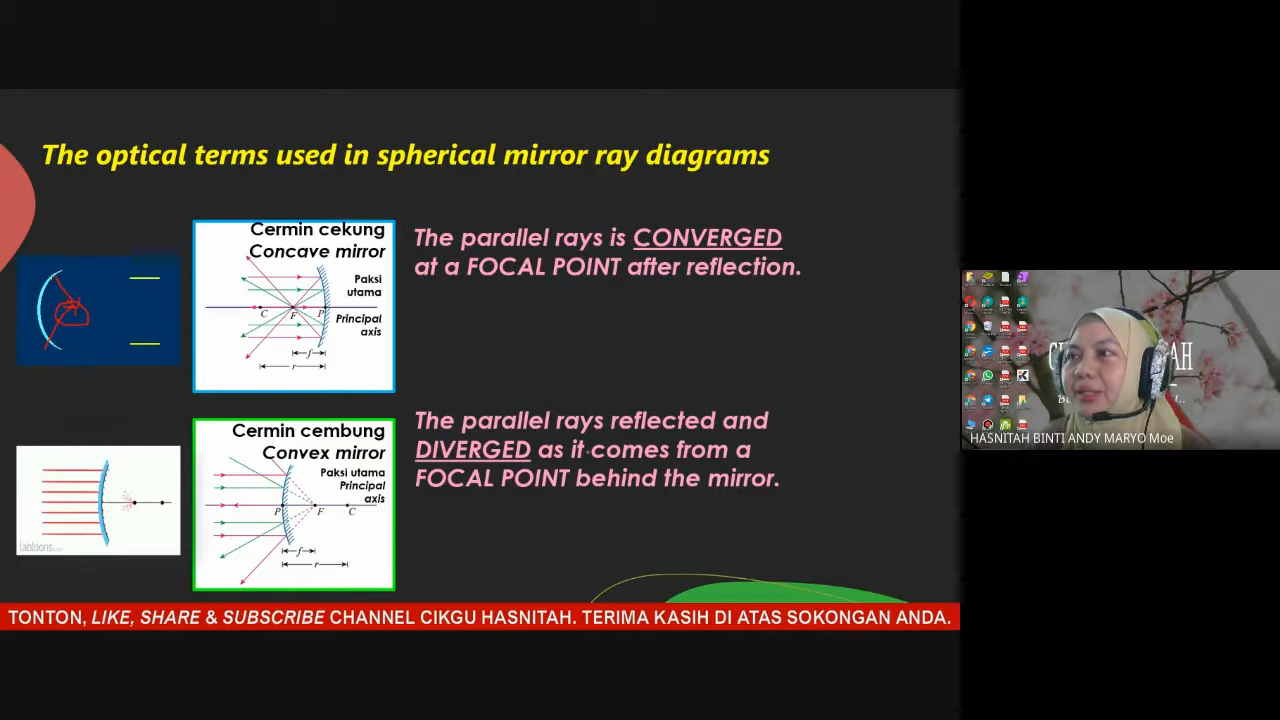 The optical terms used in spherical mirror ray diagrams
Cermin cekung
Concave mirror
Paksi
utama
Principal
axis
C
F
P
f
r
The parallel rays is CONVERGED
at a FOCAL POINT after reflection.
Cermin cembung
Convex mirror
Paksi utama
Principal
axis
P
F
C
f
r
The parallel rays reflected and
DIVERGED as it comes from a
FOCAL POINT behind the mirror.
TONTON, LIKE, SHARE & SUBSCRIBE CHANNEL CIKGU HASNITAH. TERIMA KASIH DI ATAS SOKONGAN ANDA.
HASNITAH BINTI ANDY MARYO Moe